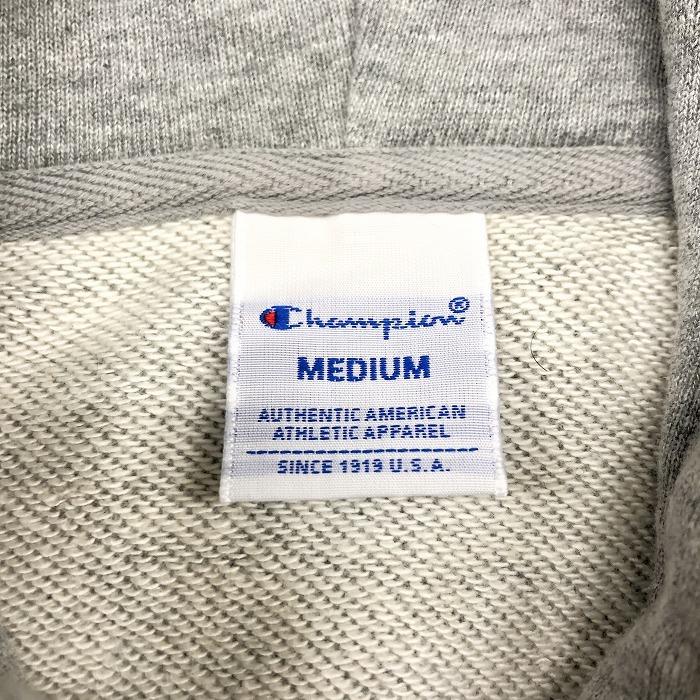 Champion®
MEDIUM
AUTHENTIC AMERICAN
ATHLETIC APPAREL
SINCE 1919 U.S.A.